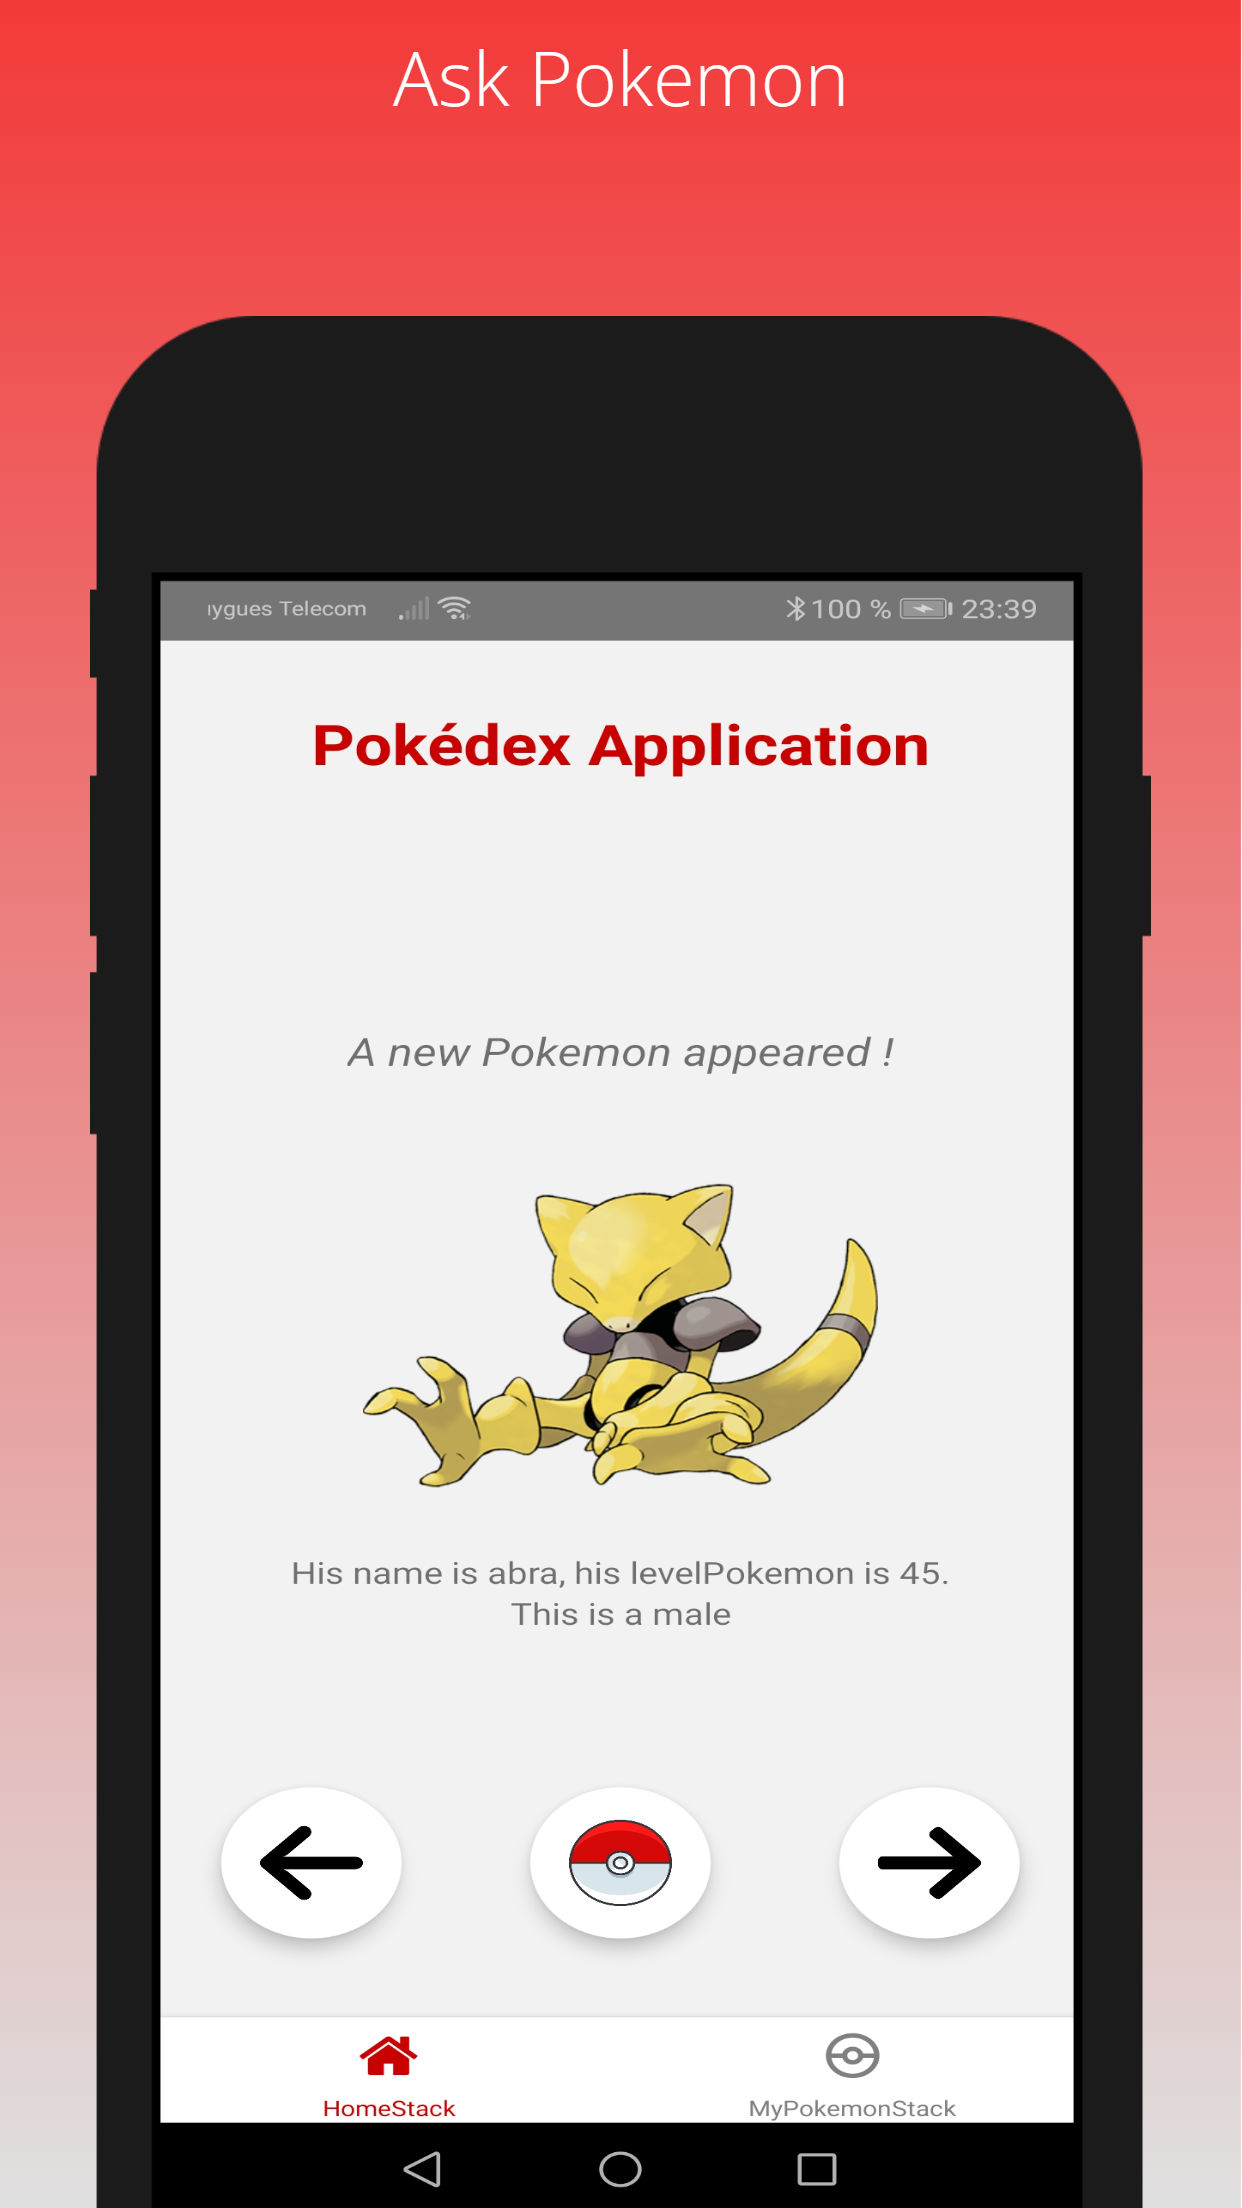 Ask Pokemon
Telecom
100 %
23:39
Pokédex Application
A new Pokemon appeared !
His name is abra, his levelPokemon is 45.
This is a male
HomeStack
MyPokemonStack